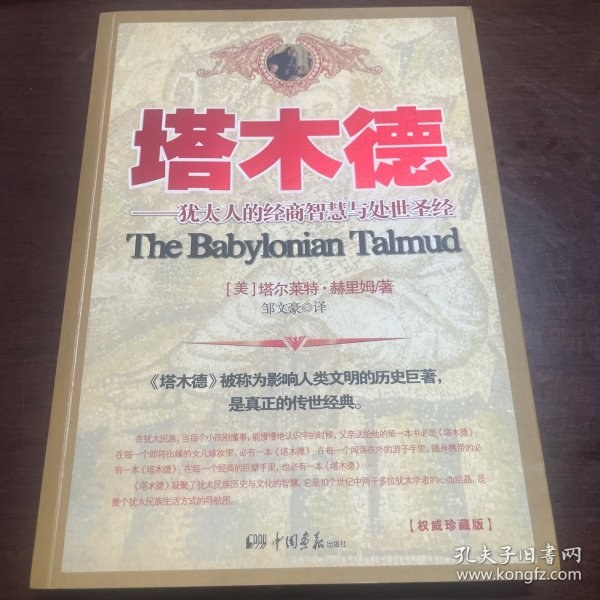 塔木德
——犹太人的经商智慧与处世圣经
The Babylonian Talmud
[美]塔尔莱特·赫里姆/著
邹文豪◎译
《塔木德》被称为影响人类文明的历史巨著，
是真正的传世经典。
在犹太民族，当每个小孩刚懂事，能慢慢地认识字的时候，父亲送给他的第一本书必是《塔木德》
在每一个即将出嫁的女儿嫁妆里，必有一本《塔木德》；在每一个闯荡在外的游子手里，随身携带的必
有一本《塔木德》；在每一个经商的巨擘手里，也必有一本《塔木德》……
《塔木德》凝聚了犹太民族历史与文化的智慧，它是10个世纪中两千多位犹太学者的心血结晶，是
整个犹太民族生活方式的导航图。
【权威珍藏版】
中国画报出版社
孔夫子旧书网
www.kongfz.com